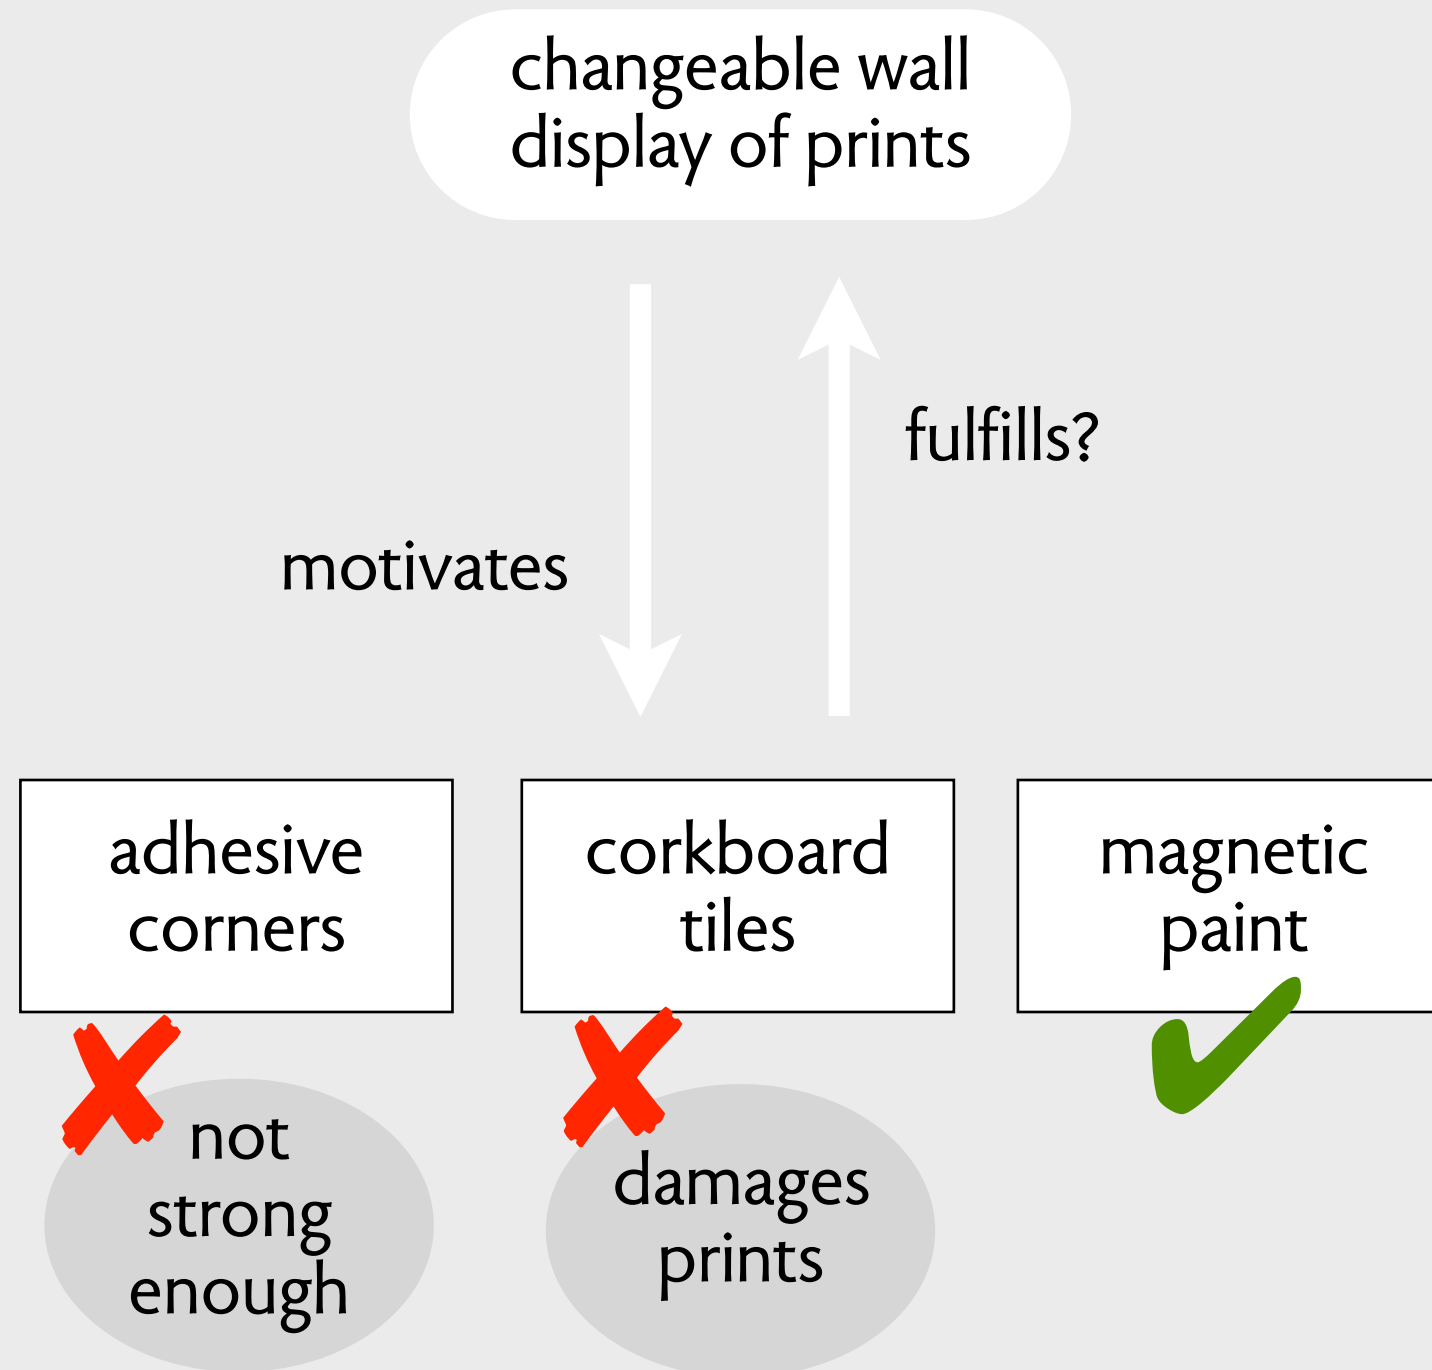 changeable wall
display of prints
fulfills?
motivates
adhesive
corners
corkboard
tiles
magnetic
paint
not
strong
enough
damages
prints